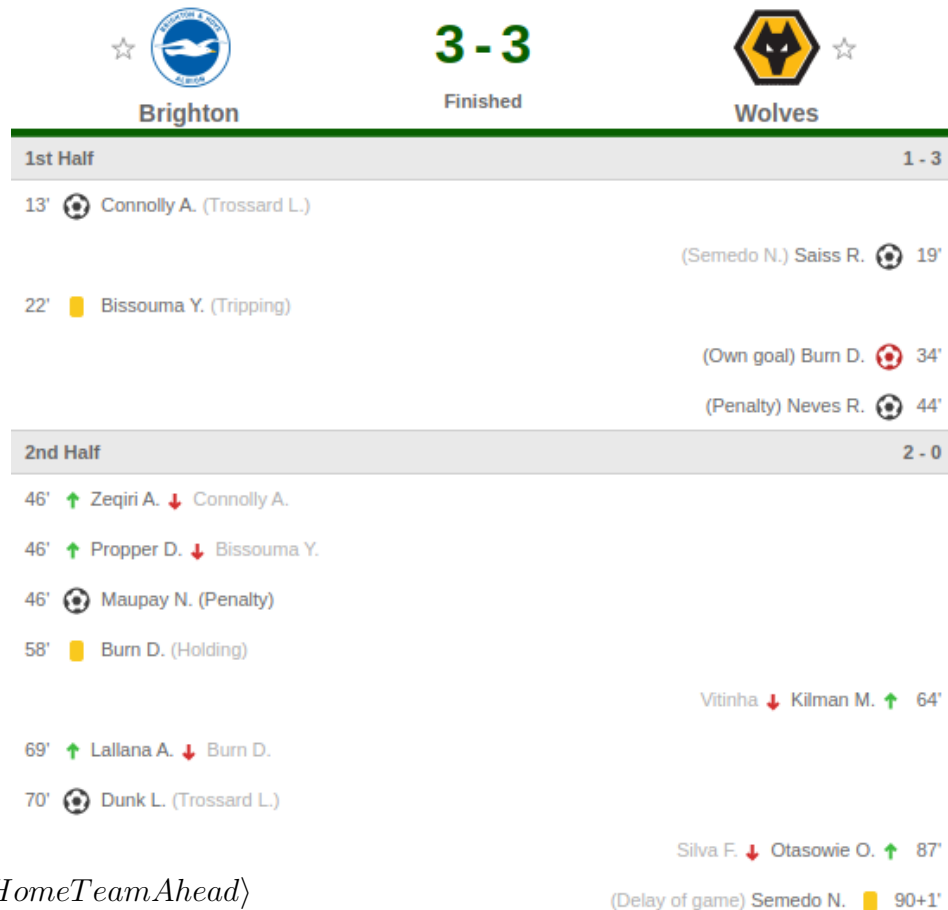 3 - 3
Finished
Brighton
Wolves
1st Half 1 - 3
13' Connolly A. (Trossard L.)
(Semedo N.) Saiss R. 19'
22' Bissouma Y. (Tripping)
(Own goal) Burn D. 34'
(Penalty) Neves R. 44'
2nd Half 2 - 0
46' Zeqiri A. Connolly A.
46' Propper D. Bissouma Y.
46' Maupay N. (Penalty)
58' Burn D. (Holding)
Vitinha Kilman M. 64'
69' Lallana A. Burn D.
70' Dunk L. (Trossard L.)
Silva F. Otasowie O. 87'
HomeTeamAhead⟩
(Delay of game) Semedo N. 90+1'